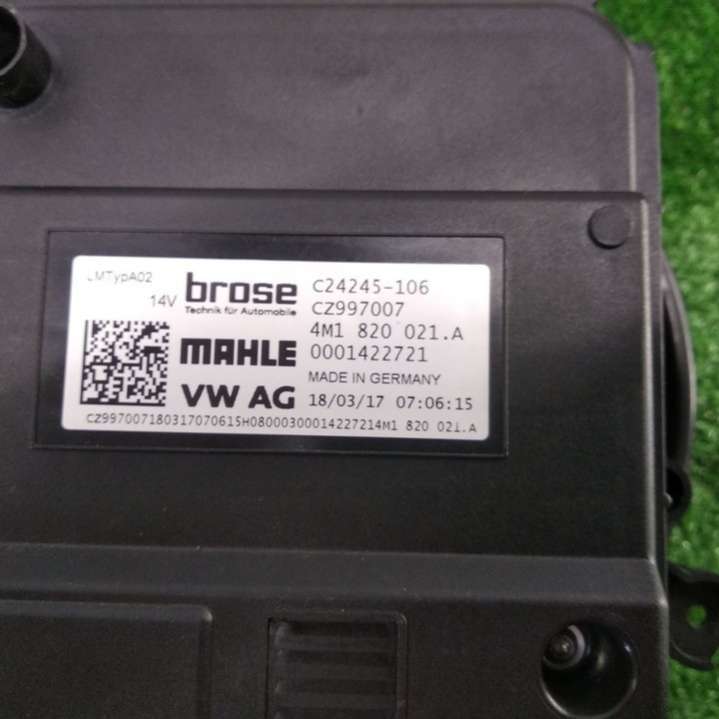 LMTypA02
14V
brose
Technik für Automobile
MAHLE
VW AG
C24245-106
CZ997007
4M1 820 021.A
0001422721
MADE IN GERMANY
18/03/17 07:06:15
CZ997007180317070615H08000300014227214M1 820 021.A